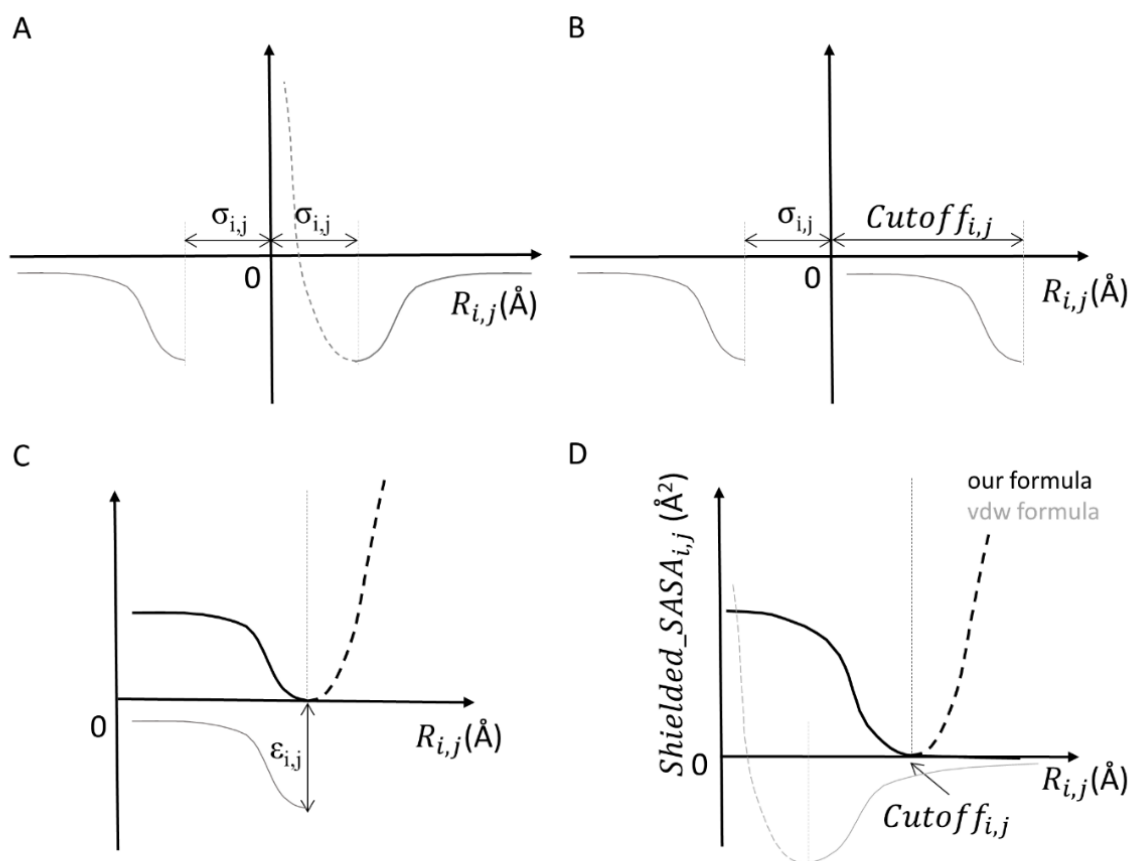 A
σi,j
σi,j
0
Ri,j(Å)
B
σi,j
Cutoffi,j
0
Ri,j(Å)
C
0
Ri,j(Å)
εi,j
D
Shielded_SASAi,j (Å²)
our formula
vdw formula
0
Ri,j(Å)
Cutoffi,j